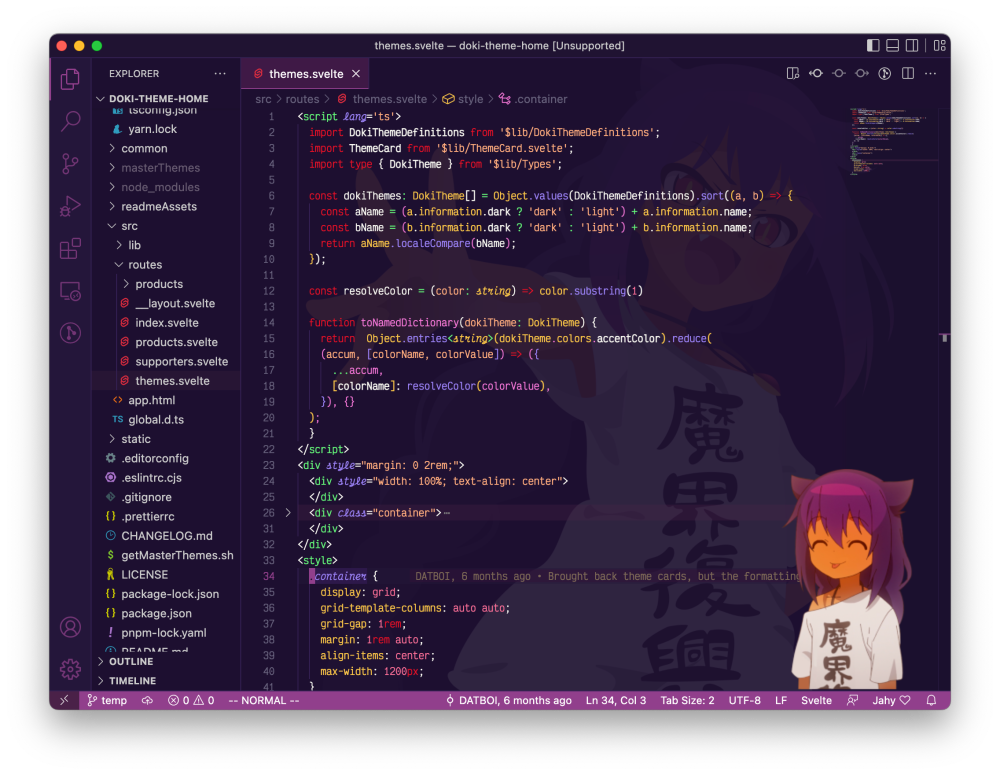 themes.svelte — doki-theme-home [Unsupported]
EXPLORER
themes.svelte
DOKI-THEME-HOME
tsconfig.json
yarn.lock
common
masterThemes
node_modules
readmeAssets
src
lib
routes
products
__layout.svelte
index.svelte
products.svelte
supporters.svelte
themes.svelte
app.html
TS global.d.ts
static
.editorconfig
.eslintrc.cjs
.gitignore
{} .prettierrc
CHANGELOG.md
$ getMasterThemes.sh
LICENSE
{} package-lock.json
{} package.json
! pnpm-lock.yaml
README.md
OUTLINE
TIMELINE
src > routes > themes.svelte > style > .container
1 <script lang='ts'>
2 import DokiThemeDefinitions from '$lib/DokiThemeDefinitions';
3 import ThemeCard from '$lib/ThemeCard.svelte';
4 import type { DokiTheme } from '$lib/Types';
5
6 const dokiThemes: DokiTheme[] = Object.values(DokiThemeDefinitions).sort((a, b) => {
7 const aName = (a.information.dark ? 'dark' : 'light') + a.information.name;
8 const bName = (b.information.dark ? 'dark' : 'light') + b.information.name;
9 return aName.localeCompare(bName);
10 });
11
12 const resolveColor = (color: string) => color.substring(1)
13
14 function toNamedDictionary(dokiTheme: DokiTheme) {
15 return Object.entries<string>(dokiTheme.colors.accentColor).reduce(
16 (accum, [colorName, colorValue]) => ({
17 ...accum,
18 [colorName]: resolveColor(colorValue),
19 }), {}
20 );
21 }
22 </script>
23 <div style="margin: 0 2rem;">
24 <div style="width: 100%; text-align: center">
25 </div>
26 <div class="container">…
31 </div>
32 </div>
33 <style>
34 .container { DATBOI, 6 months ago • Brought back theme cards, but the formatting
35 display: grid;
36 grid-template-columns: auto auto;
37 grid-gap: 1rem;
38 margin: 1rem auto;
39 align-items: center;
40 max-width: 1200px;
41 }
魔界復興
魔界
temp
0 0
-- NORMAL --
DATBOI, 6 months ago
Ln 34, Col 3
Tab Size: 2
UTF-8
LF
Svelte
Jahy♡